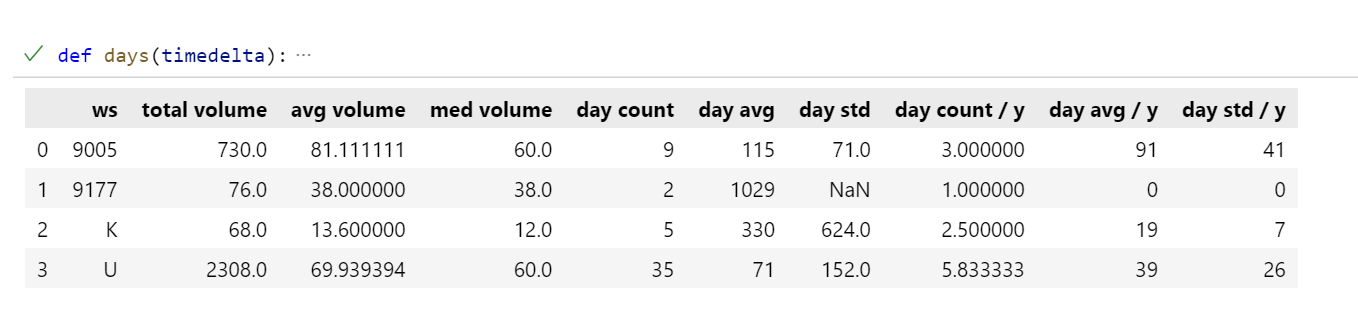 def days(timedelta): ...
ws total volume avg volume med volume day count day avg day std day count / y day avg / y day std / y
0 9005 730.0 81.111111 60.0 9 115 71.0 3.000000 91 41
1 9177 76.0 38.000000 38.0 2 1029 NaN 1.000000 0 0
2 K 68.0 13.600000 12.0 5 330 624.0 2.500000 19 7
3 U 2308.0 69.939394 60.0 35 71 152.0 5.833333 39 26